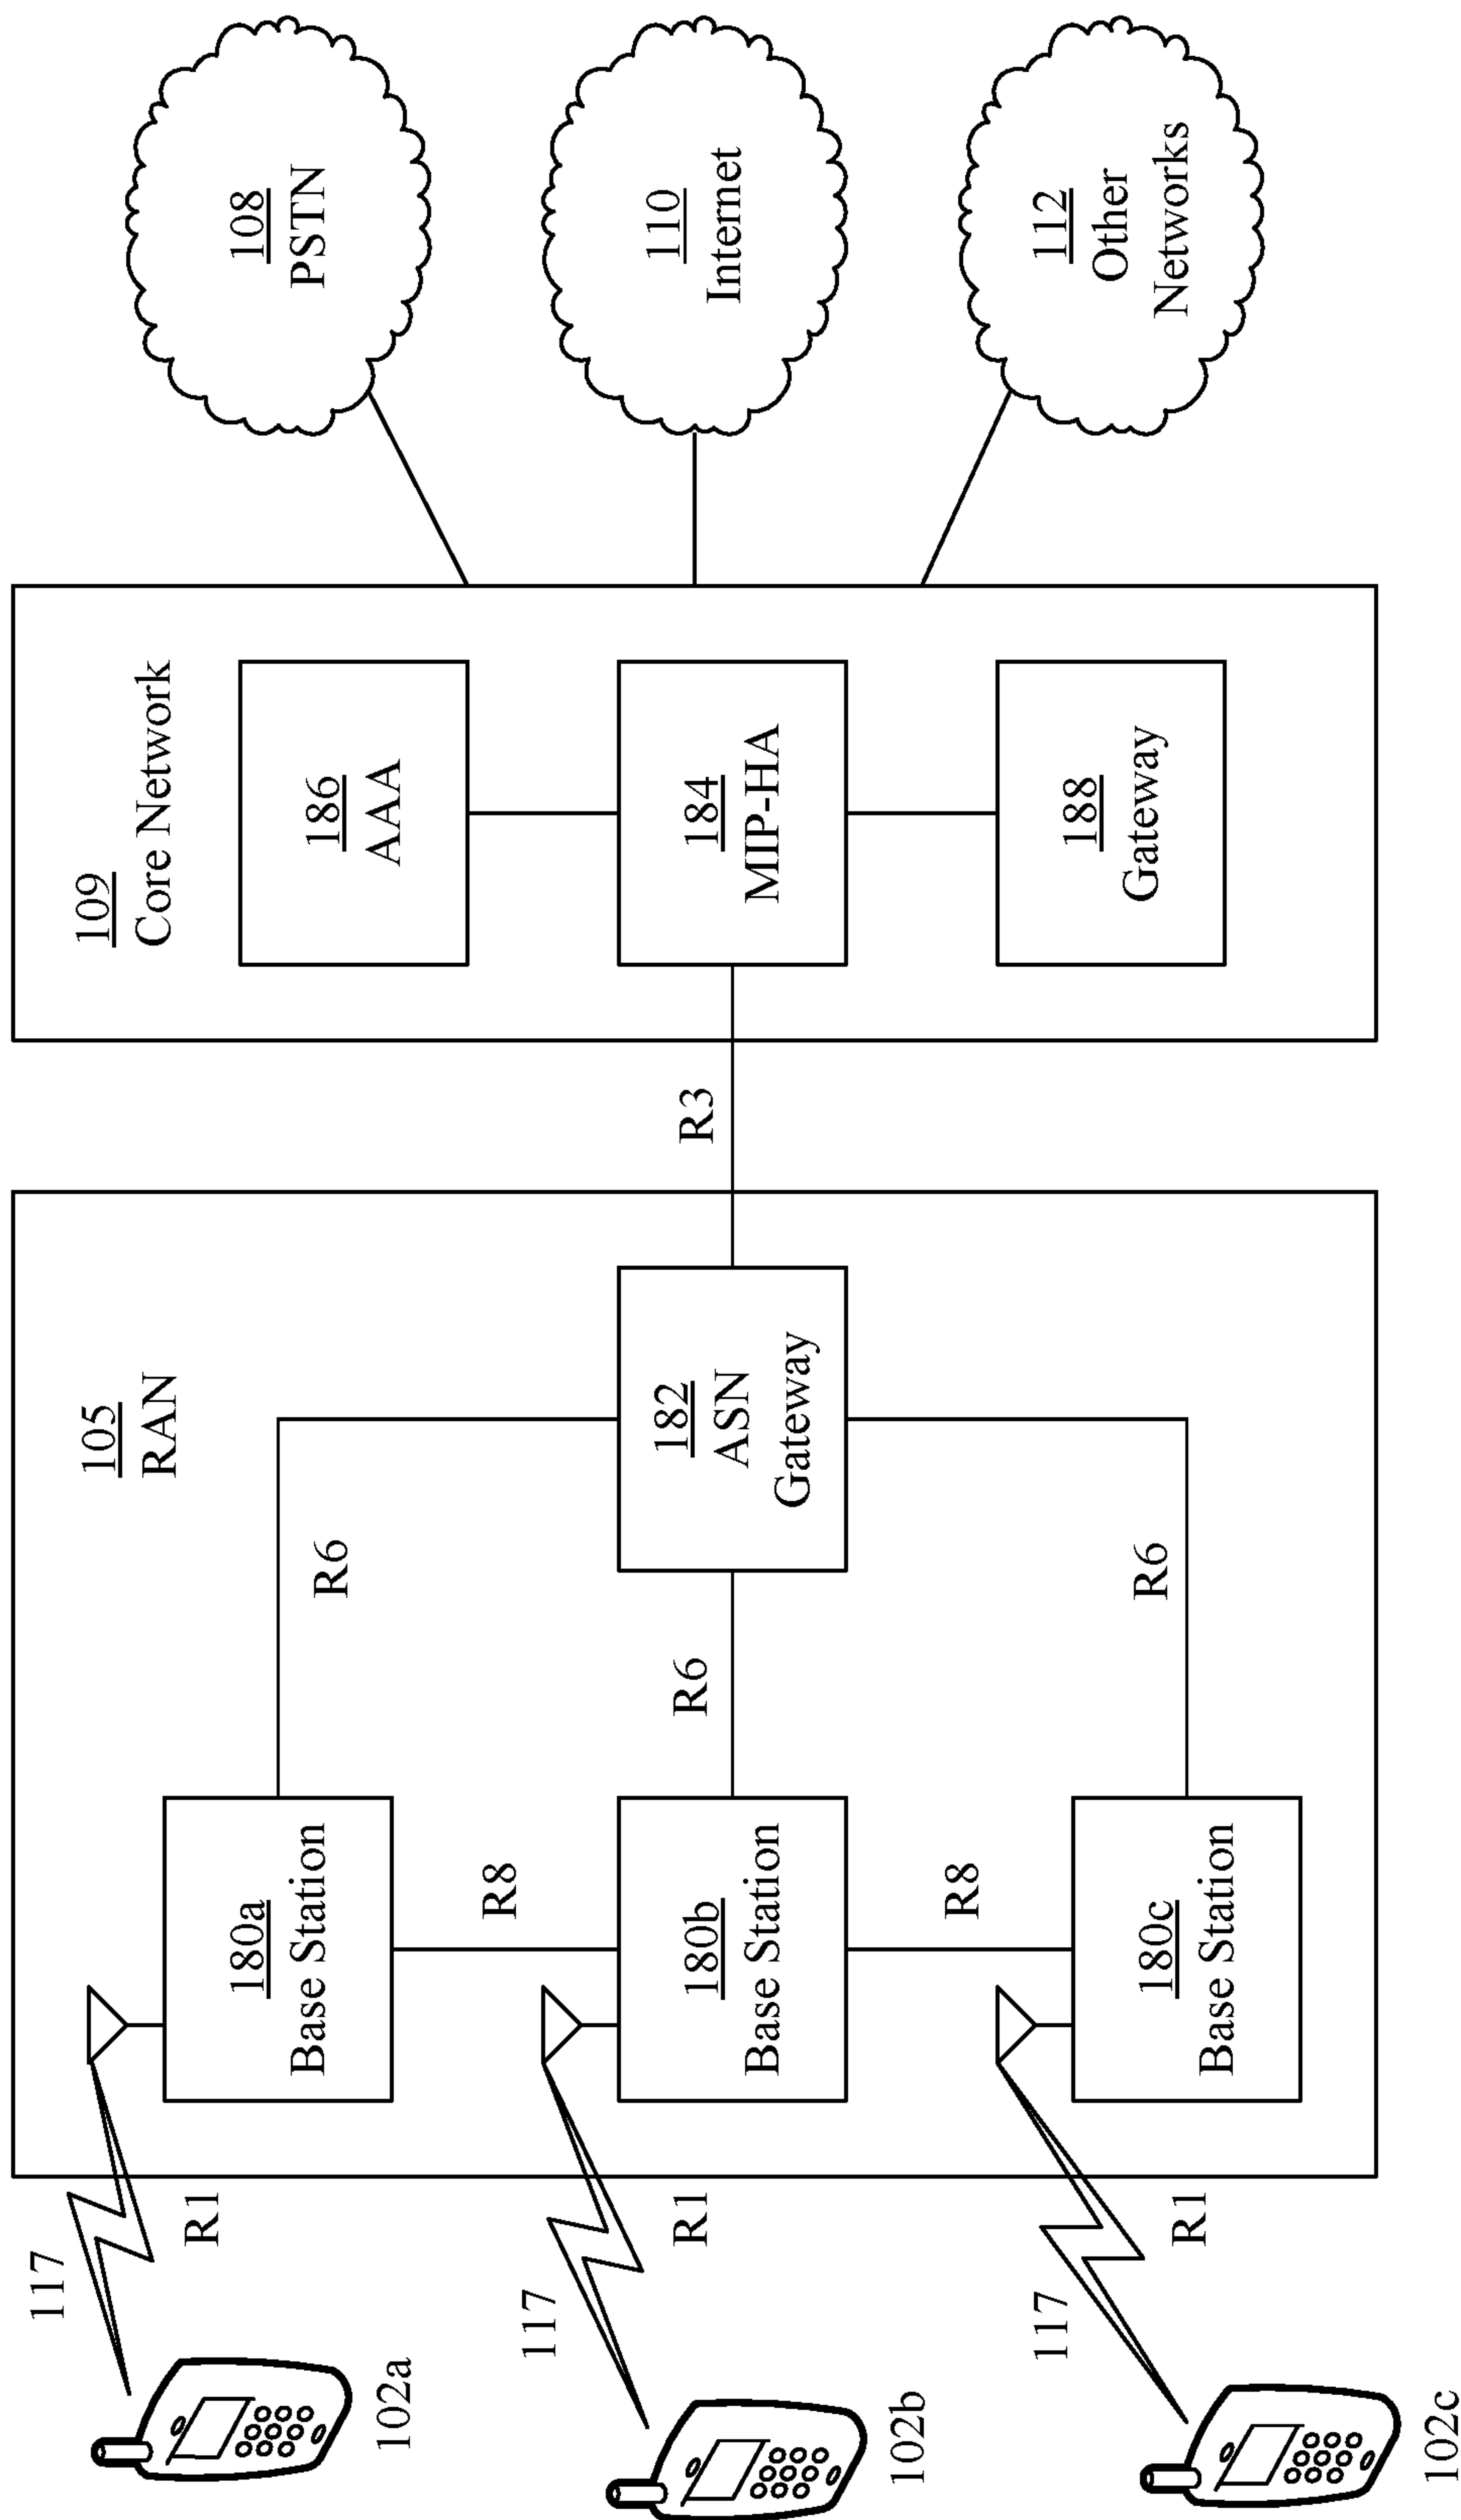 117
102a
R1
117
102b
R1
117
102c
R1
105
RAN
180a
Base Station
R8
180b
Base Station
R8
180c
Base Station
R6
R6
R6
182
ASN
Gateway
R3
109
Core Network
186
AAA
184
MIP-HA
188
Gateway
108
PSTN
110
Internet
112
Other
Networks